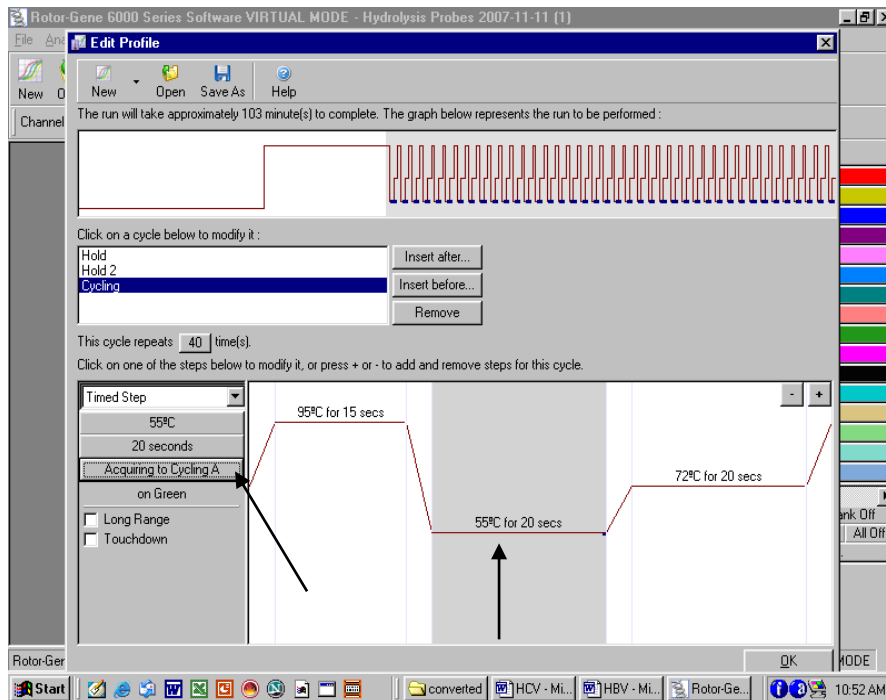 Rotor-Gene 6000 Series Software VIRTUAL MODE - Hydrolysis Probes 2007-11-11 (1)
File
Edit Profile
New
New Open Save As Help
Channel
The run will take approximately 103 minute(s) to complete. The graph below represents the run to be performed :
Click on a cycle below to modify it :
Hold
Hold 2
Cycling
Insert after...
Insert before...
Remove
This cycle repeats 40 time(s).
Click on one of the steps below to modify it, or press + or - to add and remove steps for this cycle.
Timed Step
- +
55ºC
20 seconds
Acquiring to Cycling A
on Green
Long Range
Touchdown
95ºC for 15 secs
55ºC for 20 secs
72ºC for 20 secs
ank Off
All Off
OK
Rotor-Ger
MODE
Start
converted
HCV - Mi...
HBV - Mi...
Rotor-Ge...
10:52 AM